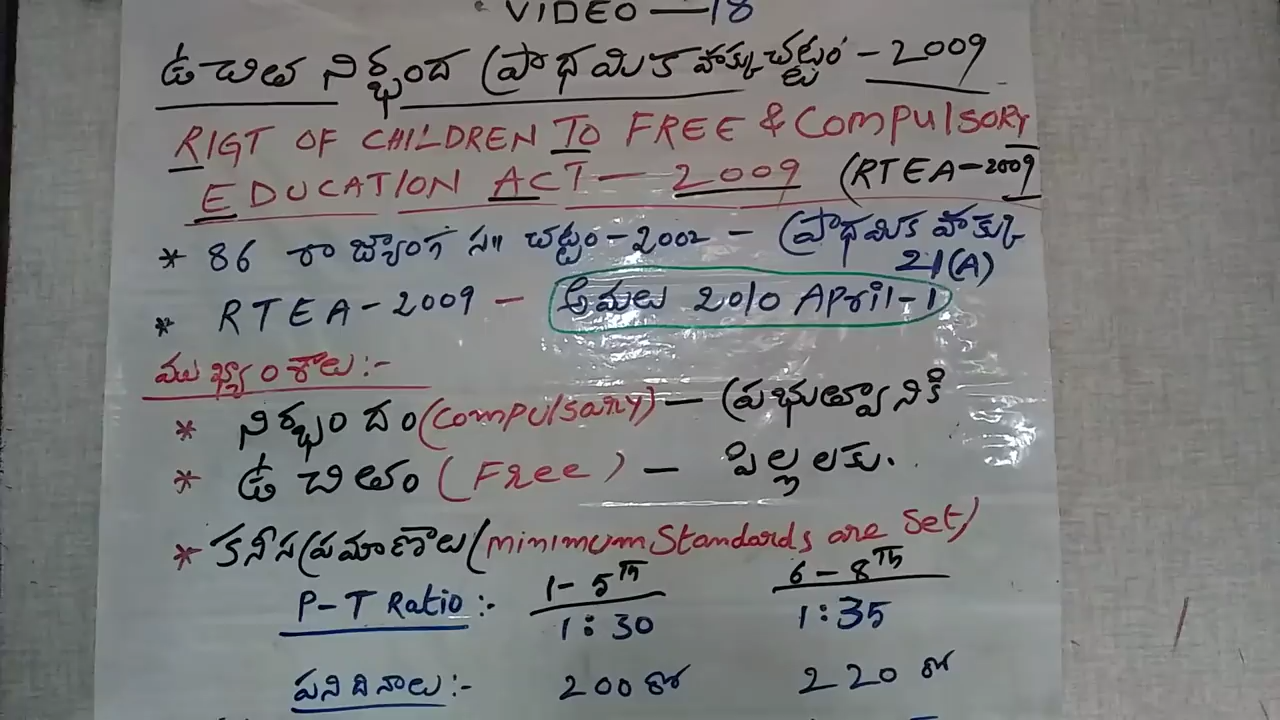 VIDEO — 18
ఉచిత నిర్భంద ప్రాథమిక హక్కు చట్టం - 2009
RIGT OF CHILDREN TO FREE & COMPULSORY
EDUCATION ACT — 2009 (RTEA-2009)
* 86 రాజ్యాంగ స॥ చట్టం-2002 - ప్రాథమిక హక్కు
21(A)
* RTEA-2009 - అమలు 2010 April-1
ముఖ్యాంశాలు:-
* నిర్భందం (Compulsary) - ప్రభుత్వానికి
* ఉచితం (Free) - పిల్లలకు.
* కనీస ప్రమాణాలు (minimum Standards are Set)
1-5th 6-8th
P-T Ratio:- 1:30 1:35
పనిదినాలు:- 200 రో 220 రో